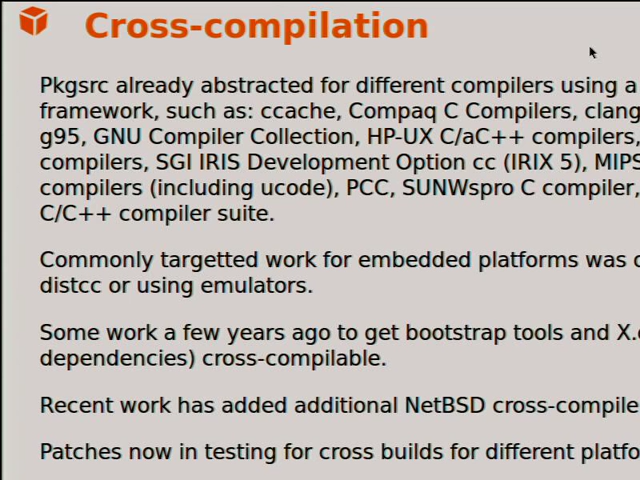 Cross-compilation
Pkgsrc already abstracted for different compilers using a
framework, such as: ccache, Compaq C Compilers, clang
g95, GNU Compiler Collection, HP-UX C/aC++ compilers,
compilers, SGI IRIS Development Option cc (IRIX 5), MIPS
compilers (including ucode), PCC, SUNWspro C compiler,
C/C++ compiler suite.
Commonly targetted work for embedded platforms was
distcc or using emulators.
Some work a few years ago to get bootstrap tools and X.
dependencies) cross-compilable.
Recent work has added additional NetBSD cross-compile
Patches now in testing for cross builds for different platfo